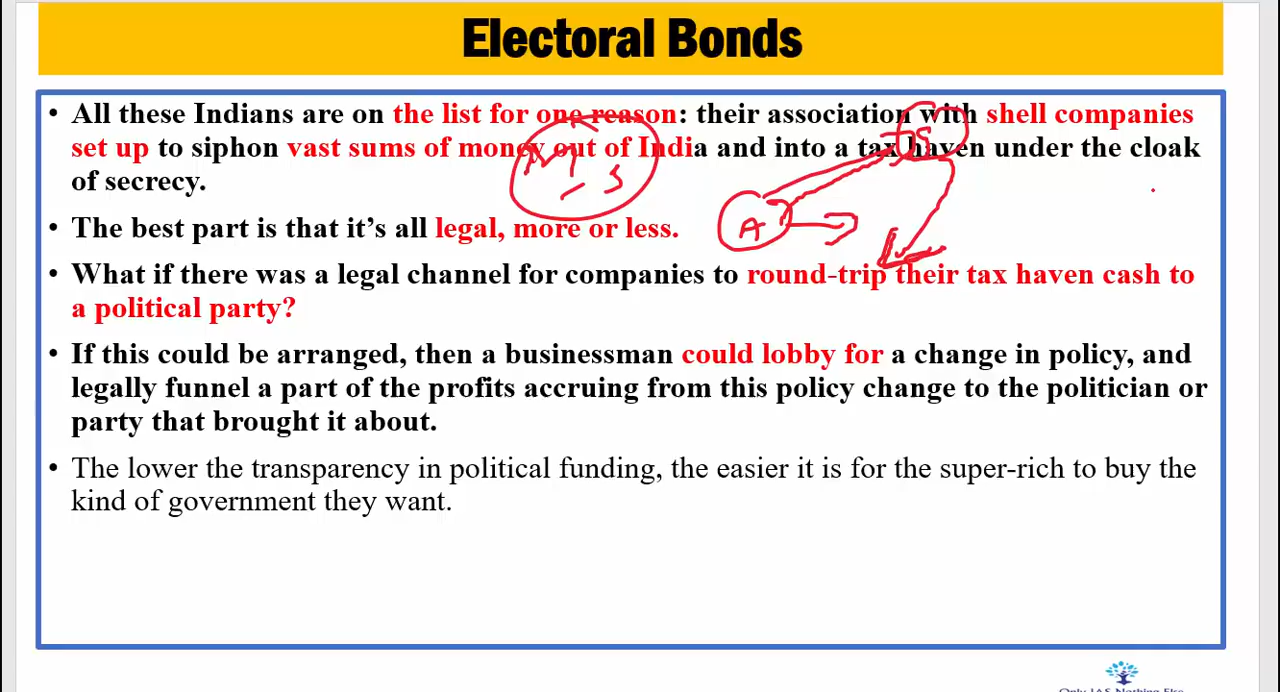 Electoral Bonds
• All these Indians are on the list for one reason: their association with shell companies
set up to siphon vast sums of money out of India and into a tax haven under the cloak
of secrecy.
• The best part is that it’s all legal, more or less.
• What if there was a legal channel for companies to round-trip their tax haven cash to
a political party?
• If this could be arranged, then a businessman could lobby for a change in policy, and
legally funnel a part of the profits accruing from this policy change to the politician or
party that brought it about.
• The lower the transparency in political funding, the easier it is for the super-rich to buy the
kind of government they want.
A